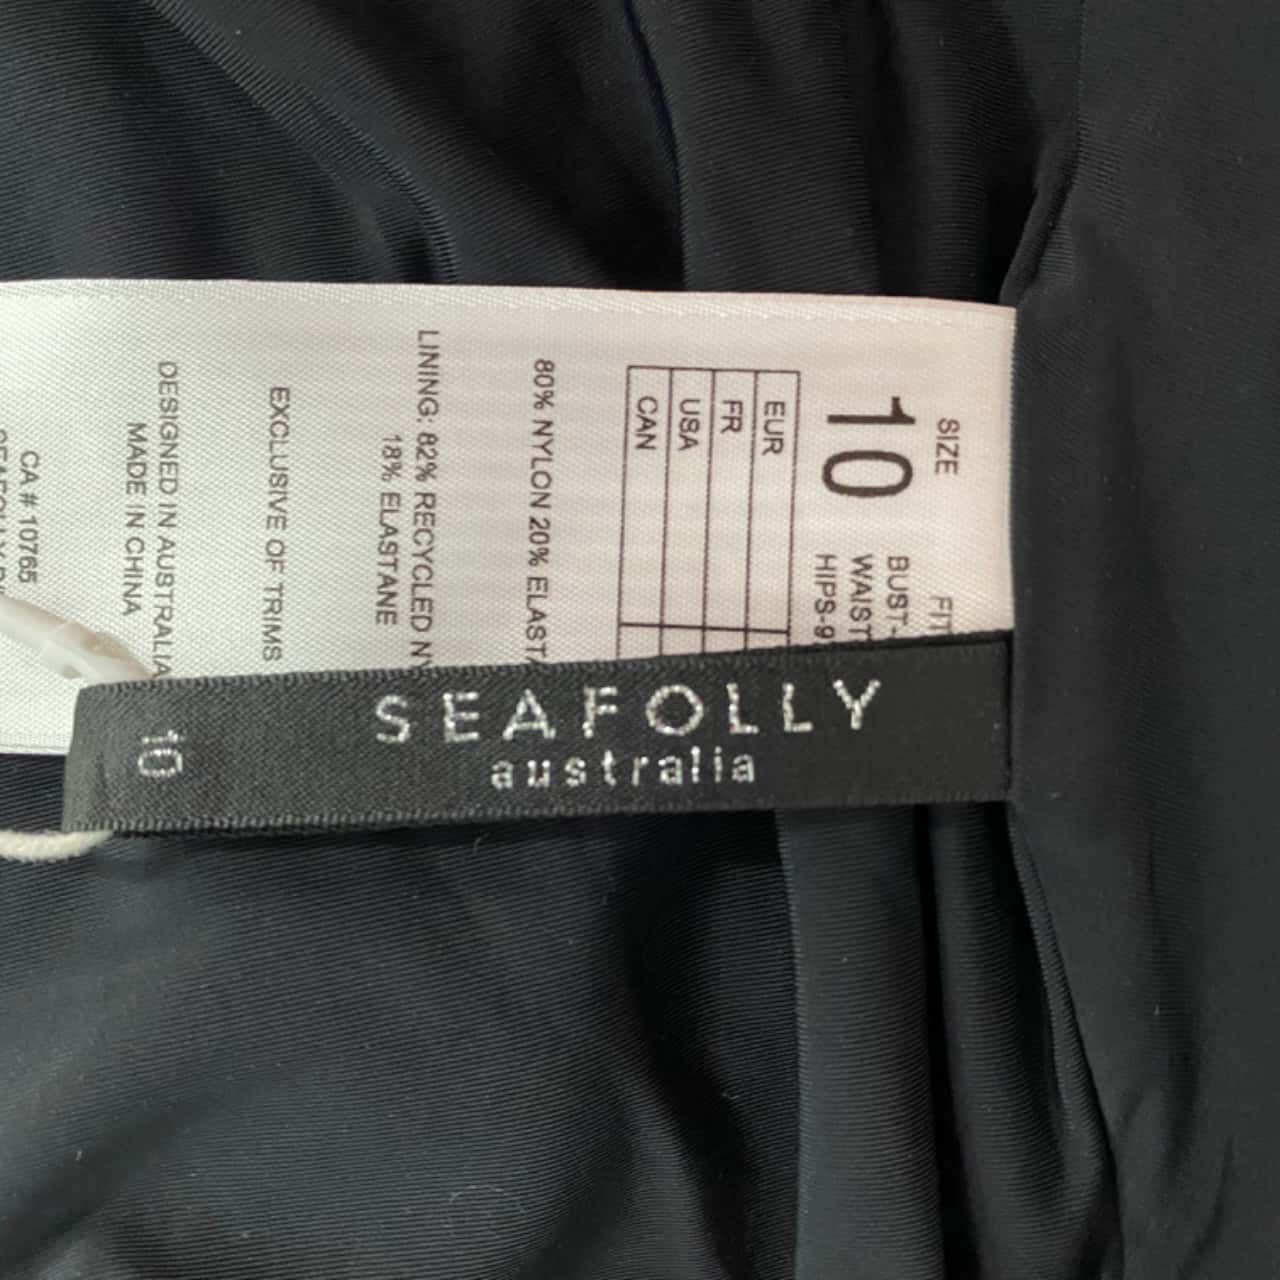 SIZE
10
FIT
BUST-
WAIST
HIPS-9
EUR
FR
USA
CAN
80% NYLON 20%
LINING: 82% RECYCLED
18% ELASTANE
EXCLUSIVE OF TRIMS
DESIGNED IN AUSTRALIA
MADE IN CHINA
CA # 10765
SEAFOLLY
australia
10